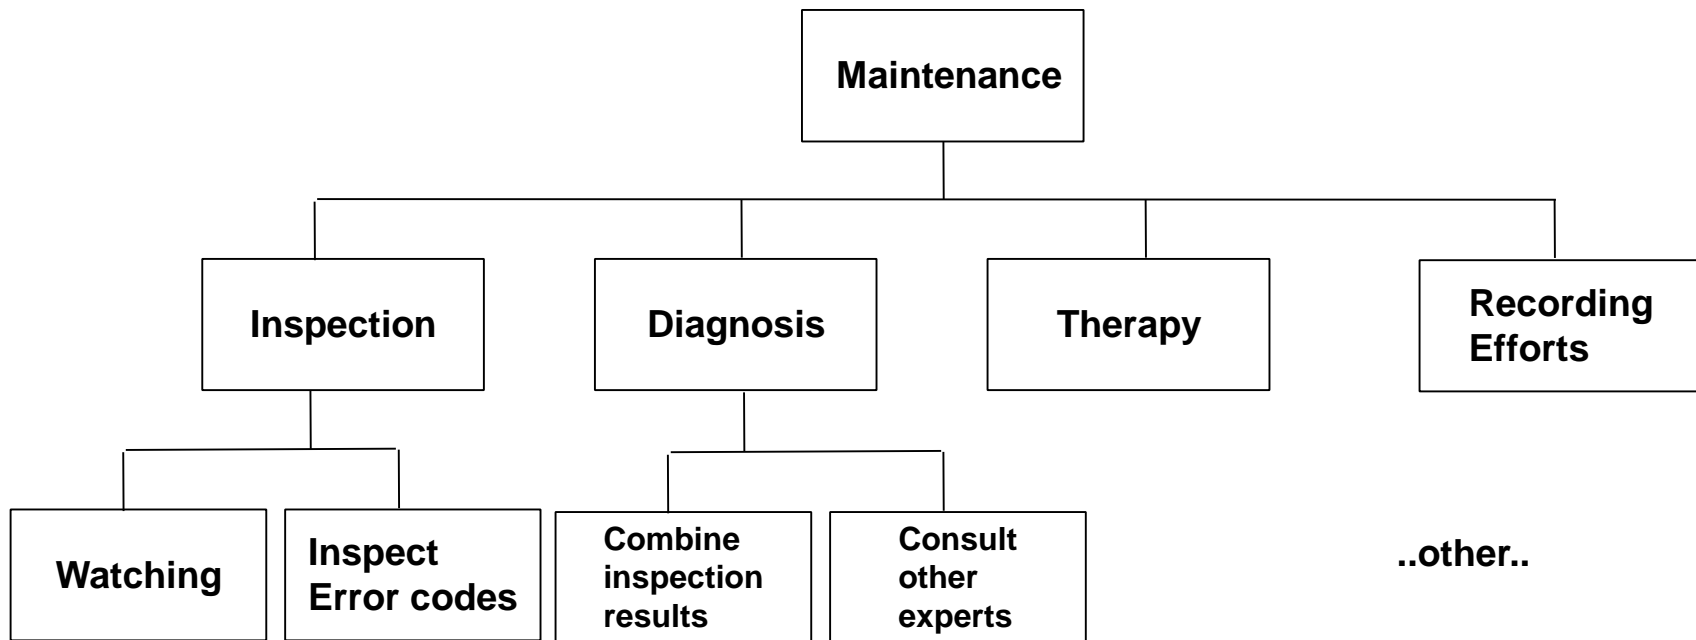 Maintenance
Inspection
Diagnosis
Therapy
Recording
Efforts
Watching
Inspect
Error codes
Combine
inspection
results
Consult
other
experts
..other..